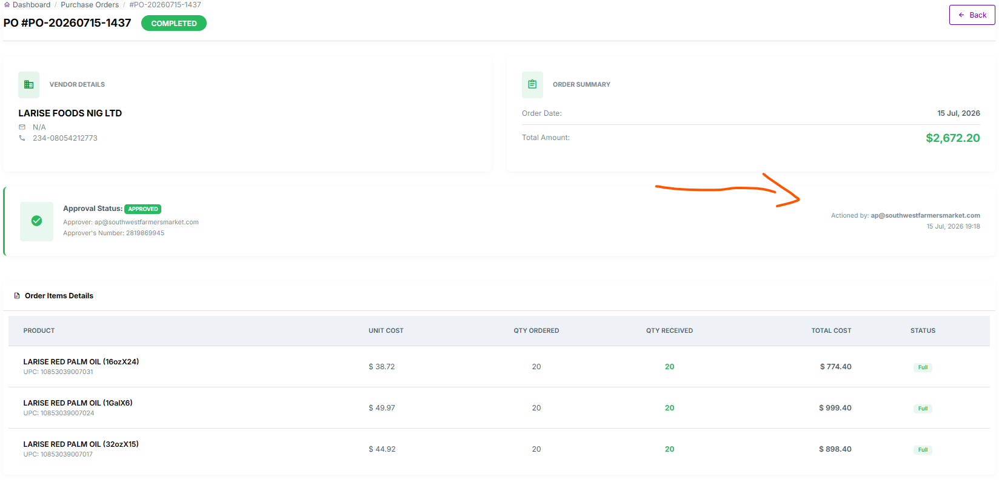 Dashboard / Purchase Orders / #PO-20260715-1437
PO #PO-20260715-1437 COMPLETED
← Back
VENDOR DETAILS
LARISE FOODS NIG LTD
N/A
234-08054212773
ORDER SUMMARY
Order Date: 15 Jul, 2026
Total Amount: $2,672.20
Approval Status: APPROVED
Approver: ap@southwestfarmersmarket.com
Approver's Number: 2819869945
Actioned by: ap@southwestfarmersmarket.com
15 Jul, 2026 19:18
Order Items Details
PRODUCT UNIT COST QTY ORDERED QTY RECEIVED TOTAL COST STATUS
LARISE RED PALM OIL (16ozX24) $ 38.72 20 20 $ 774.40 Full
UPC: 10853039007031
LARISE RED PALM OIL (1GalX6) $ 49.97 20 20 $ 999.40 Full
UPC: 10853039007024
LARISE RED PALM OIL (32ozX15) $ 44.92 20 20 $ 898.40 Full
UPC: 10853039007017